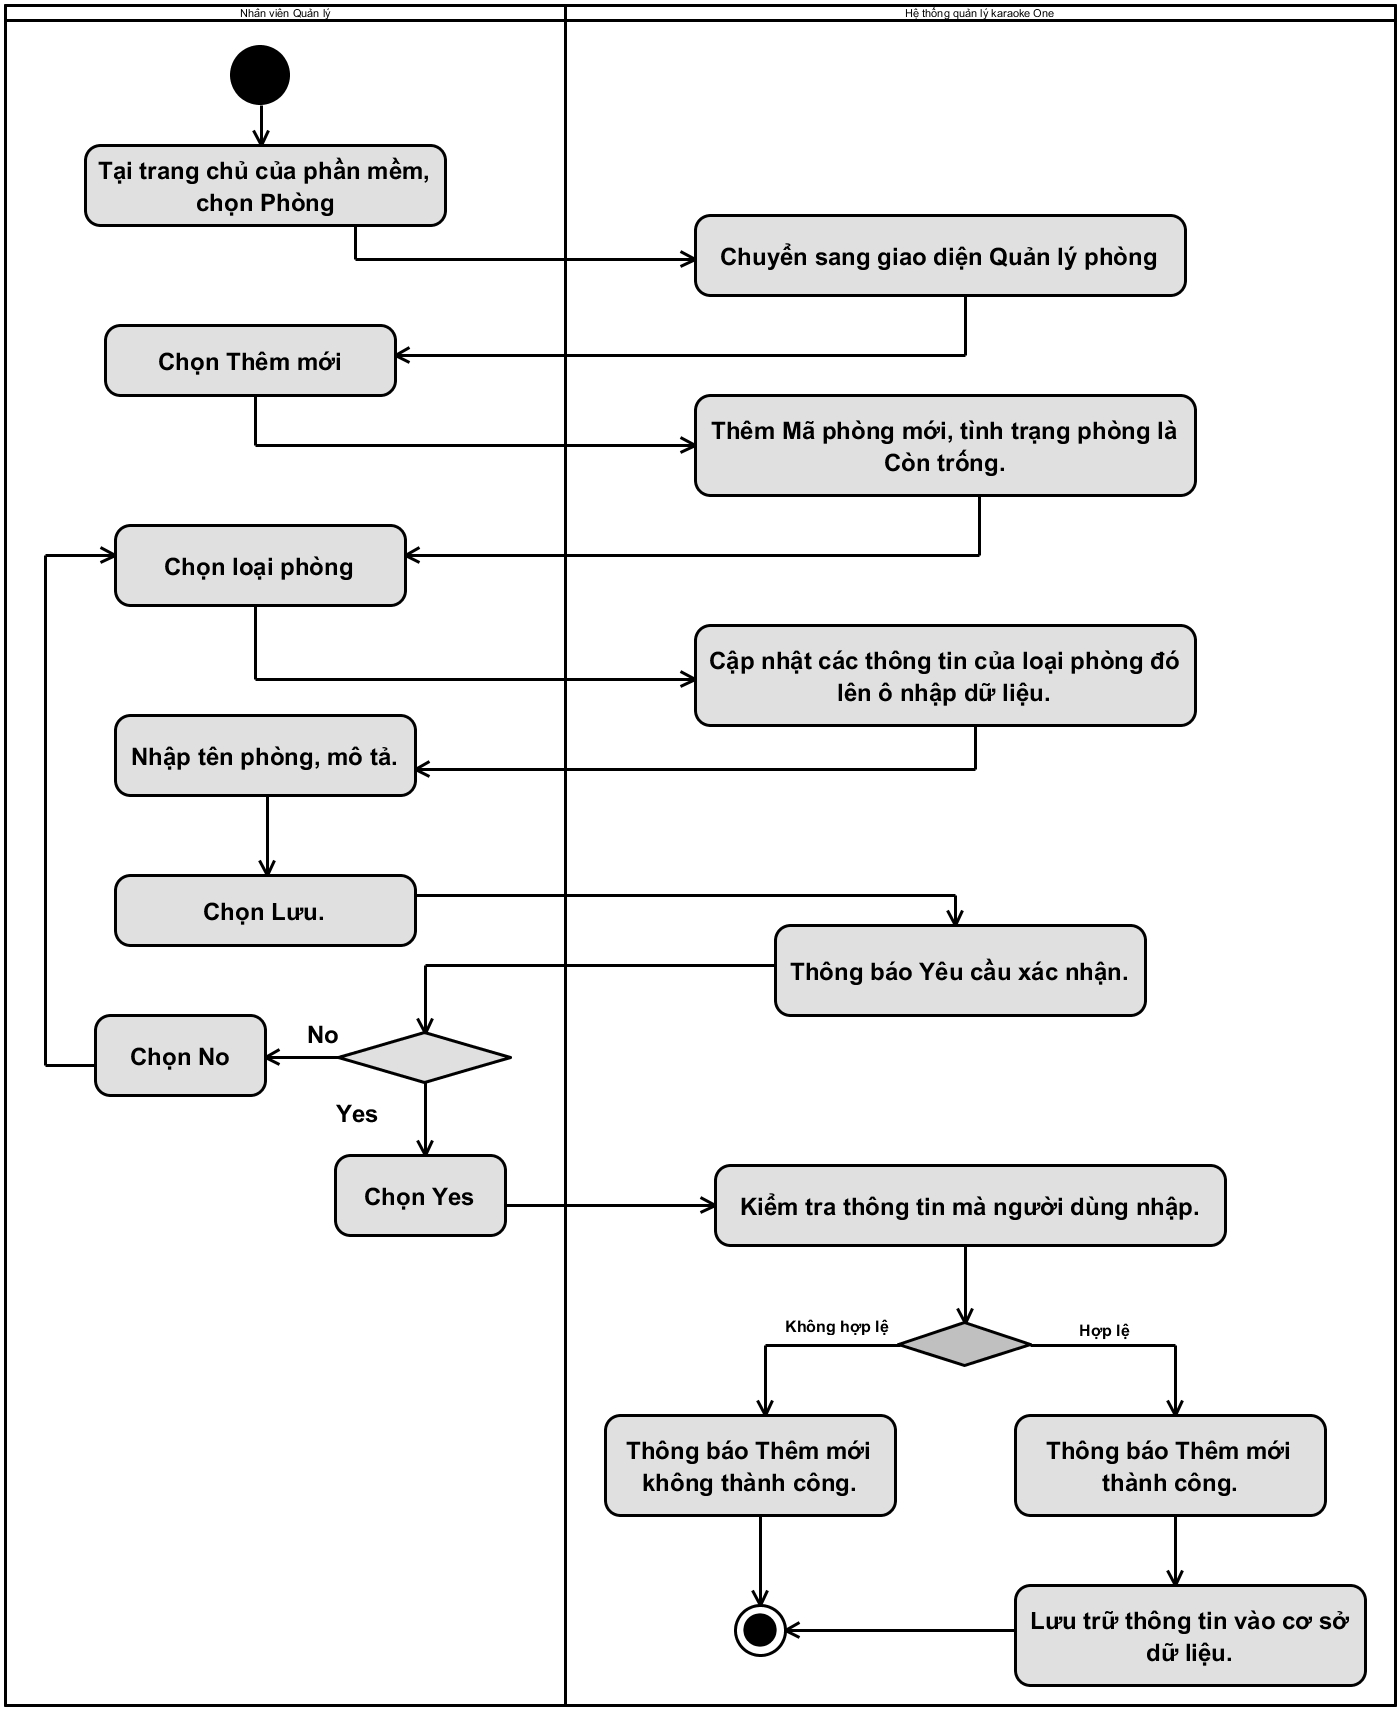 Nhân viên Quản lý
Hệ thống quản lý karaoke One
Tại trang chủ của phần mềm,
chọn Phòng
Chuyển sang giao diện Quản lý phòng
Chọn Thêm mới
Thêm Mã phòng mới, tình trạng phòng là
Còn trống.
Chọn loại phòng
Cập nhật các thông tin của loại phòng đó
lên ô nhập dữ liệu.
Nhập tên phòng, mô tả.
Chọn Lưu.
Thông báo Yêu cầu xác nhận.
No
Chọn No
Yes
Chọn Yes
Kiểm tra thông tin mà người dùng nhập.
Không hợp lệ
Hợp lệ
Thông báo Thêm mới
không thành công.
Thông báo Thêm mới
thành công.
Lưu trữ thông tin vào cơ sở
dữ liệu.